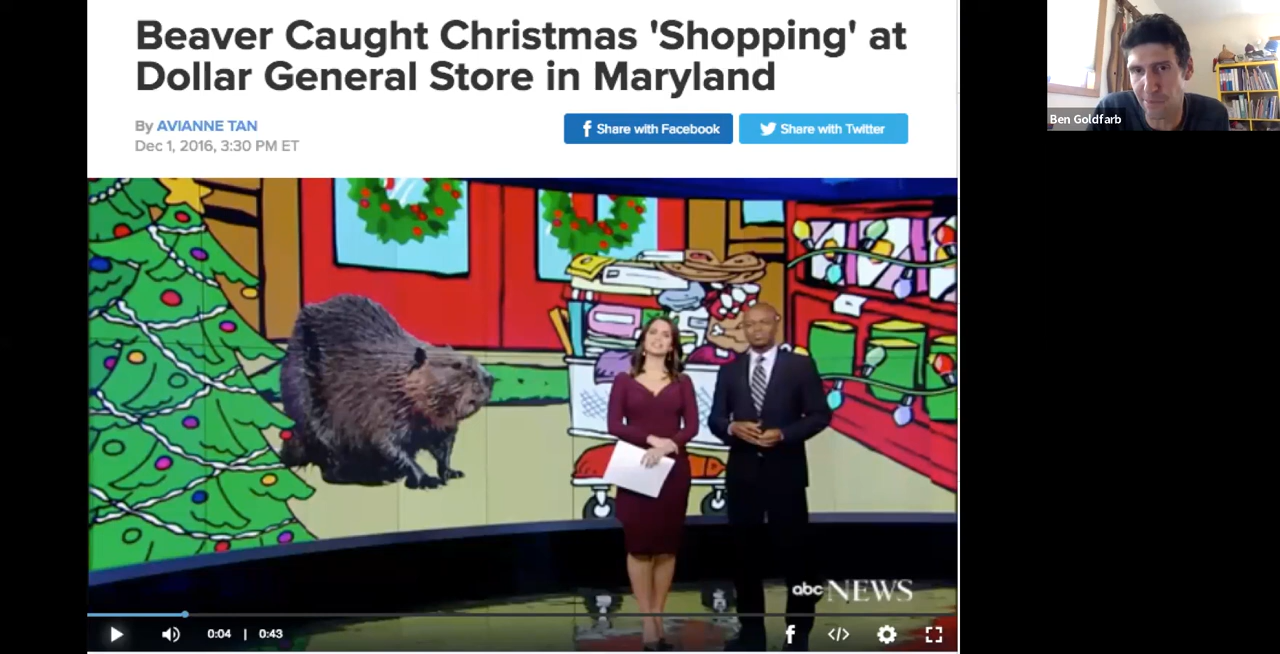 Beaver Caught Christmas 'Shopping' at
Dollar General Store in Maryland
By AVIANNE TAN
Dec 1, 2016, 3:30 PM ET
f Share with Facebook
Share with Twitter
Ben Goldfarb
abc NEWS
0:04 | 0:43
f </>